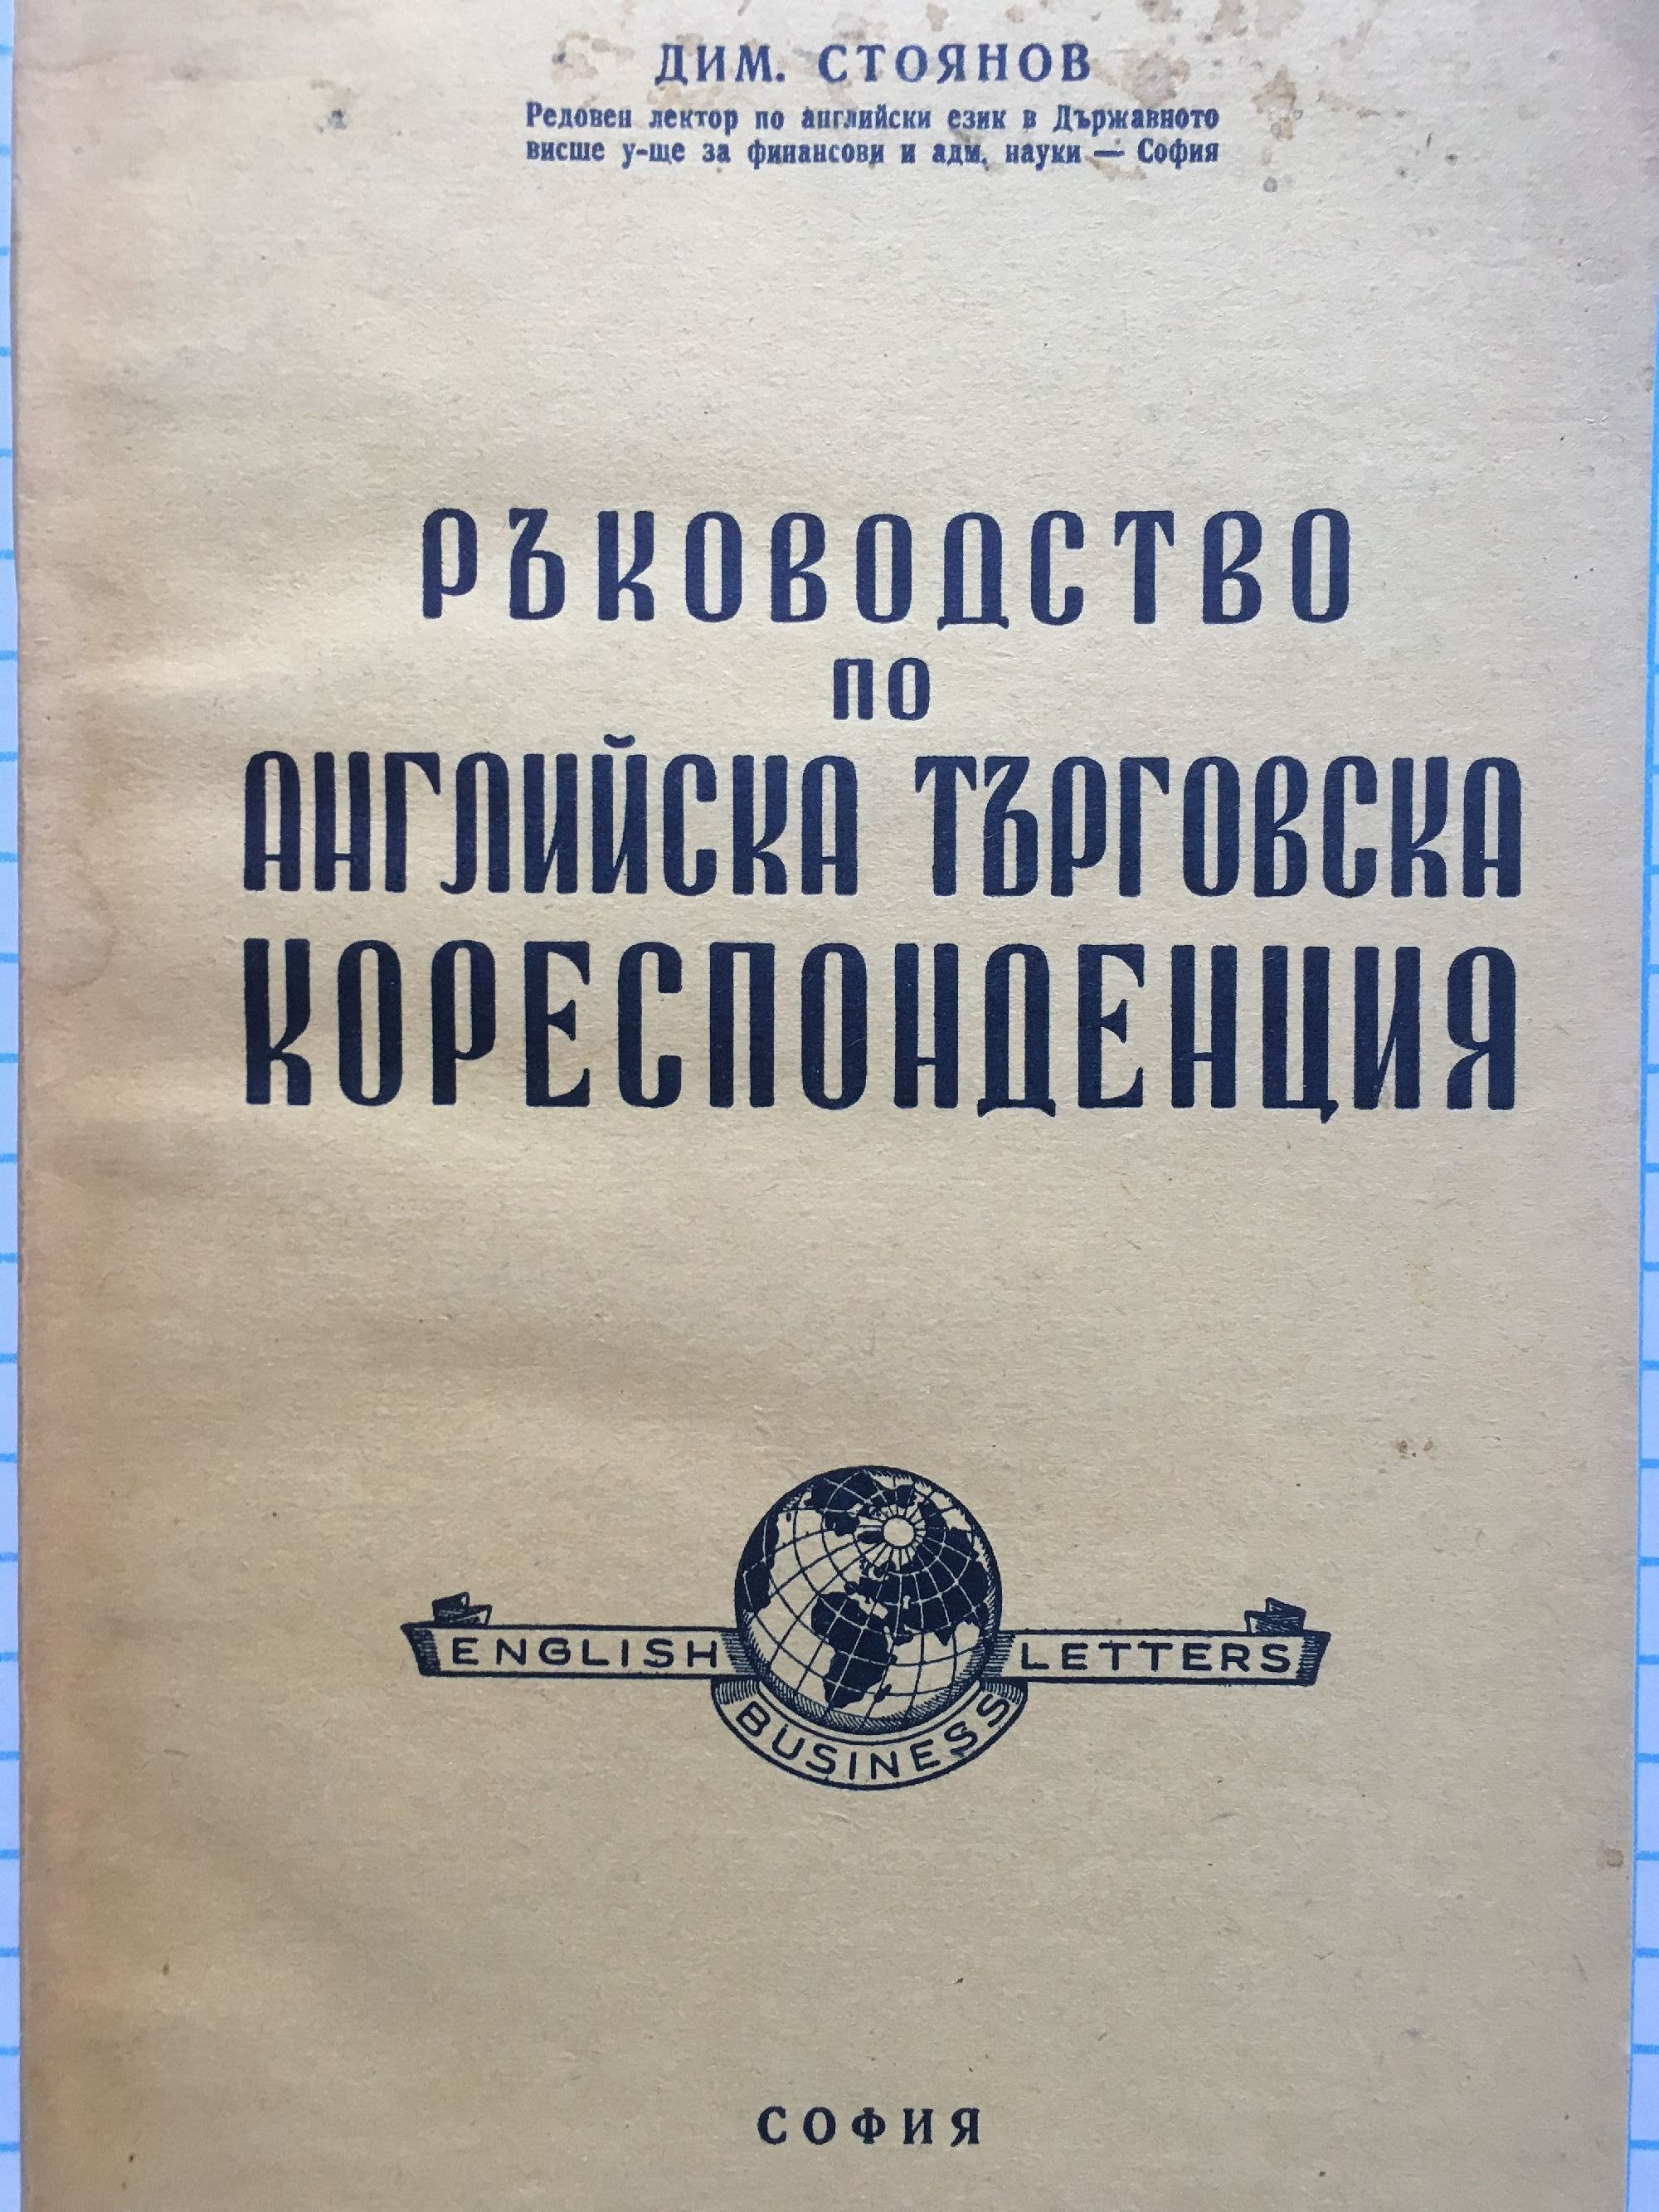 ДИМ. СТОЯНОВ
Редовен лектор по английски език в Държавното
висше у-ще за финансови и адм. науки — София
РЪКОВОДСТВО
ПО
АНГЛИЙСКА ТЪРГОВСКА
КОРЕСПОНДЕНЦИЯ
ENGLISH
BUSINESS
LETTERS
СОФИЯ